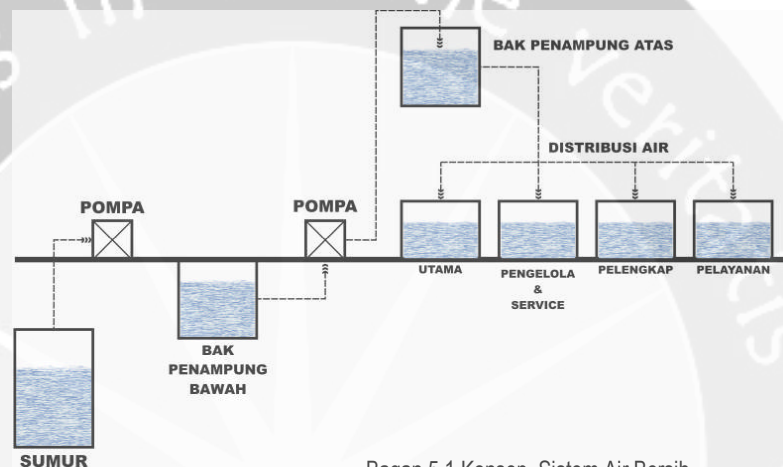 BAK PENAMPUNG ATAS
DISTRIBUSI AIR
POMPA
POMPA
UTAMA
PENGELOLA
&
SERVICE
PELENGKAP
PELAYANAN
BAK
PENAMPUNG
BAWAH
SUMUR
Bagan 5.1 Konsep Sistem Air Bersih
veritatis